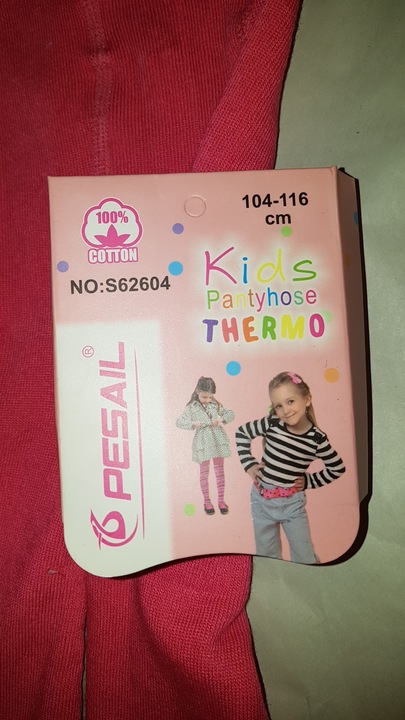 100%
COTTON
104-116
cm
NO:S62604
Kids
Pantyhose
THERMO
PESAIL®